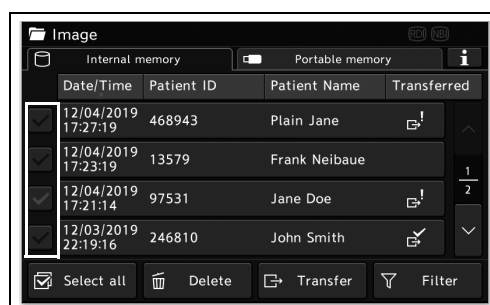 Image RDI NBI
Internal memory Portable memory i
Date/Time Patient ID Patient Name Transferred
12/04/2019 17:27:19 468943 Plain Jane !
12/04/2019 17:23:19 13579 Frank Neibaue
12/04/2019 17:21:14 97531 Jane Doe !
12/03/2019 22:19:16 246810 John Smith
1
2
Select all Delete Transfer Filter